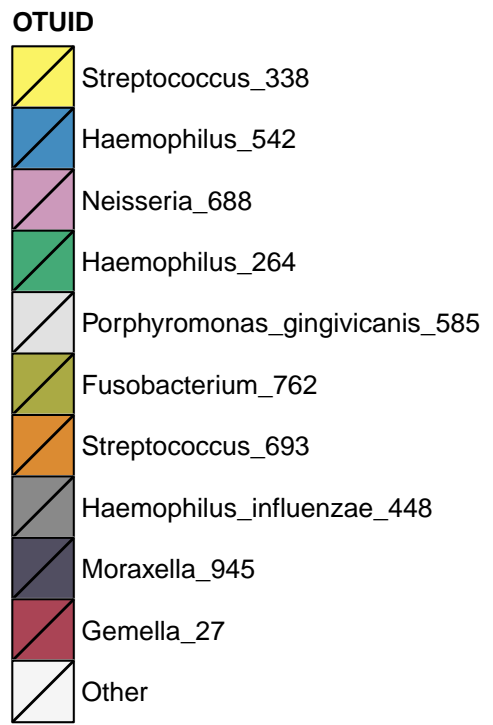 OTUID
Streptococcus_338
Haemophilus_542
Neisseria_688
Haemophilus_264
Porphyromonas_gingivicanis_585
Fusobacterium_762
Streptococcus_693
Haemophilus_influenzae_448
Moraxella_945
Gemella_27
Other